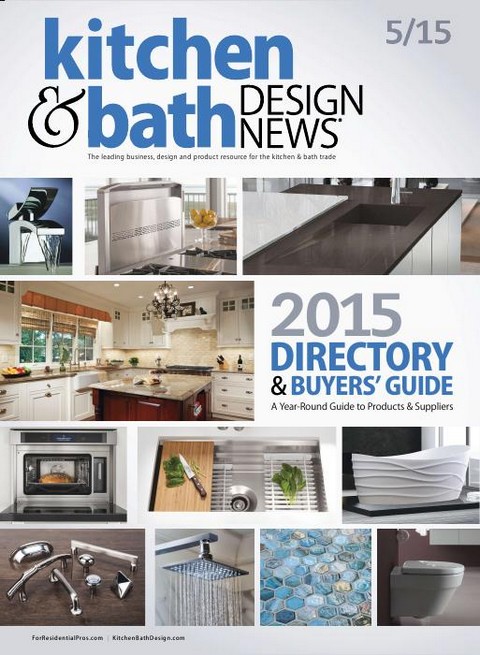 5/15
kitchen
& bath DESIGN
NEWS
The leading business, design and product resource for the kitchen & bath trade
2015
DIRECTORY
& BUYERS' GUIDE
A Year-Round Guide to Products & Suppliers
ForResidentialPros.com | KitchenBathDesign.com